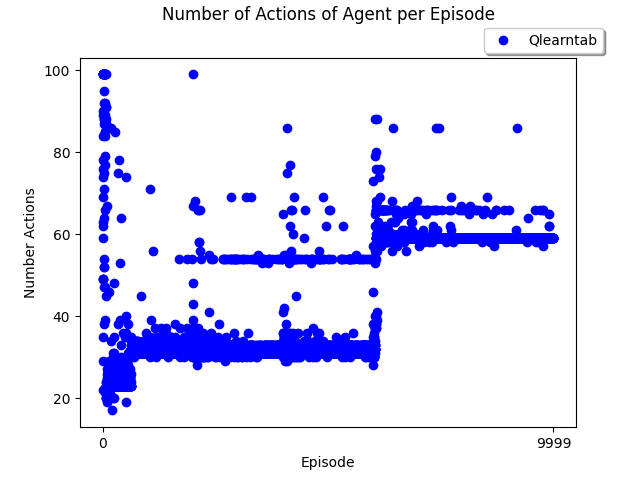 Number of Actions of Agent per Episode
Qlearntab
100
80
60
40
20
Number Actions
0
9999
Episode